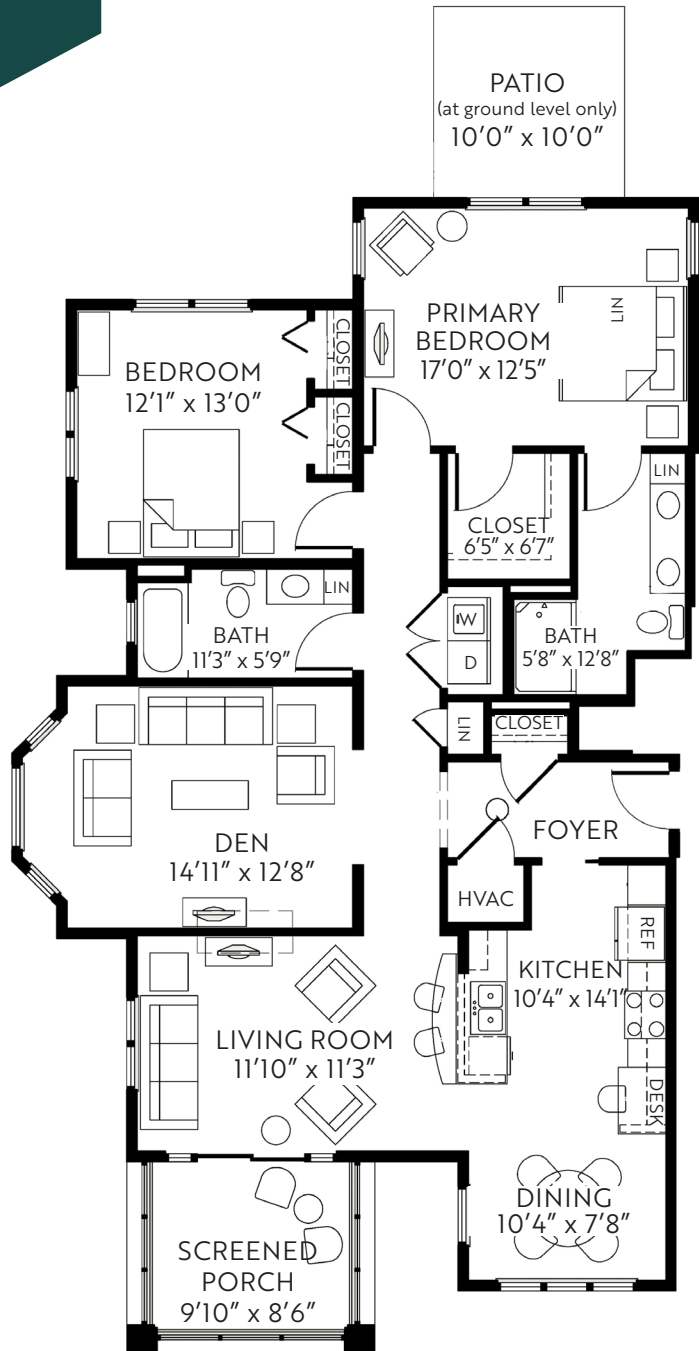 PATIO
(at ground level only)
10'0" x 10'0"
PRIMARY
BEDROOM
17'0" x 12'5"
NIL
BEDROOM
12'1" x 13'0"
CLOSET
CLOSET
LIN
CLOSET
6'5" x 6'7"
LIN
BATH
11'3" x 5'9"
W
D
BATH
5'8" x 12'8"
LIN
CLOSET
DEN
14'11" x 12'8"
FOYER
HVAC
REF
KITCHEN
10'4" x 14'1"
LIVING ROOM
11'10" x 11'3"
DESK
DINING
10'4" x 7'8"
SCREENED
PORCH
9'10" x 8'6"